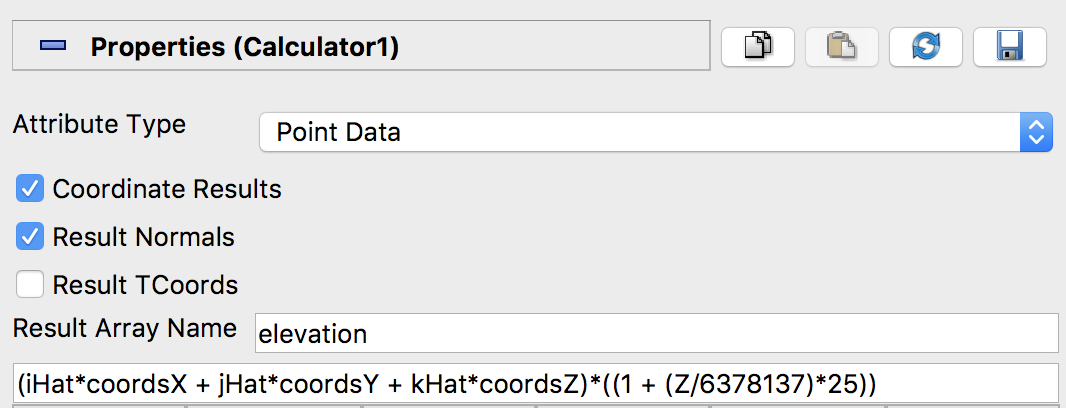 Properties (Calculator1)
Attribute Type
Point Data
Coordinate Results
Result Normals
Result TCoords
Result Array Name
elevation
(iHat*coordsX + jHat*coordsY + kHat*coordsZ)*((1 + (Z/6378137)*25))